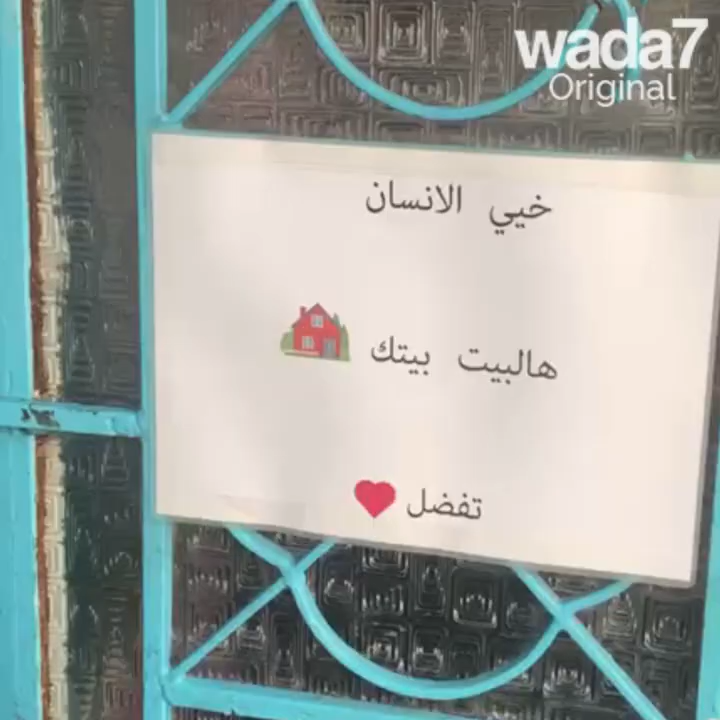 wada7
Original
خيي الانسان
هالبيت بيتك 🏠
تفضل ❤️